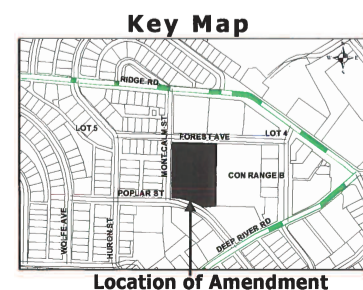 Key Map
N
W
E
S
RIDGE RD
LOT 5
MONTCALM ST
FOREST AVE
LOT 4
CON RANGE B
POPLAR ST
WOLFE AVE
HURON ST
DEEP RIVER RD
Location of Amendment